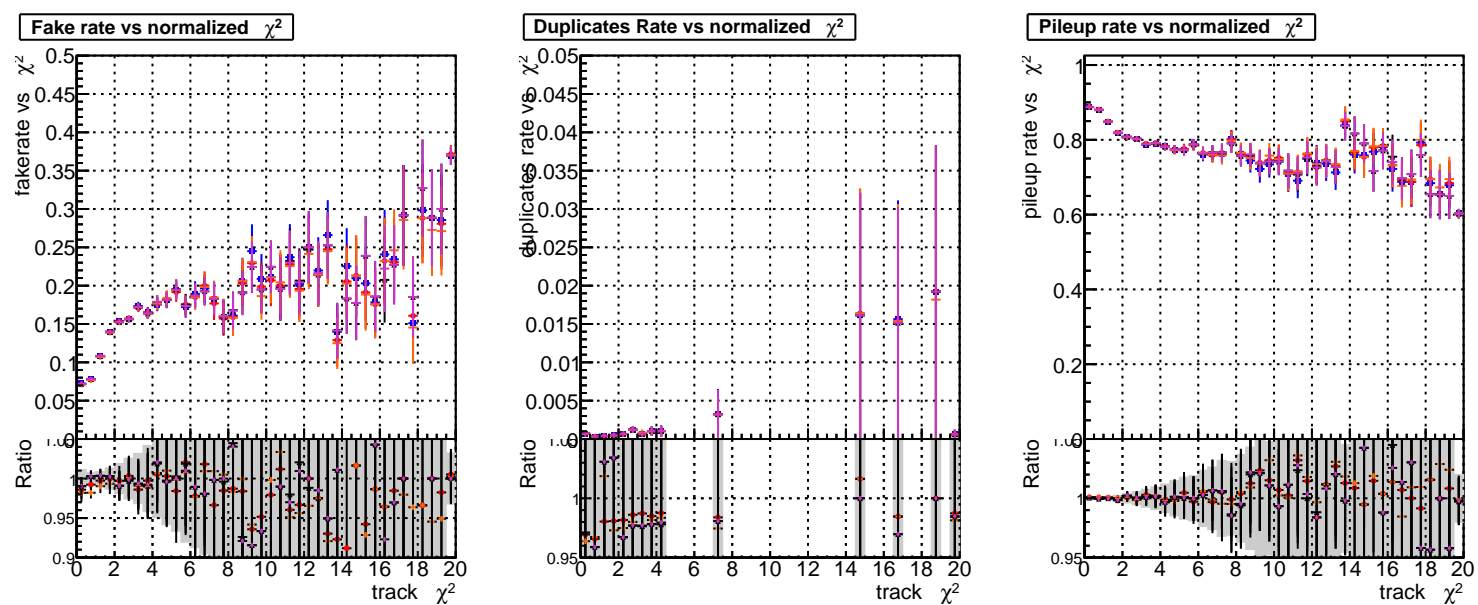 Fake rate vs normalized χ²
fakerate vs χ²
0.5
0.45
0.4
0.35
0.3
0.25
0.2
0.15
0.1
0.05
Ratio
1
0.95
0.9
0 2 4 6 8 10 12 14 16 18 20
track χ²
Duplicates Rate vs normalized χ²
duplicates rate vs χ²
0.05
0.045
0.04
0.035
0.03
0.025
0.02
0.015
0.01
0.005
0
Ratio
1
0.95
0 2 4 6 8 10 12 14 16 18 20
track χ²
Pileup rate vs normalized χ²
pileup rate vs χ²
1
0.8
0.6
0.4
0.2
0
Ratio
1
0.95
0 2 4 6 8 10 12 14 16 18 20
track χ²